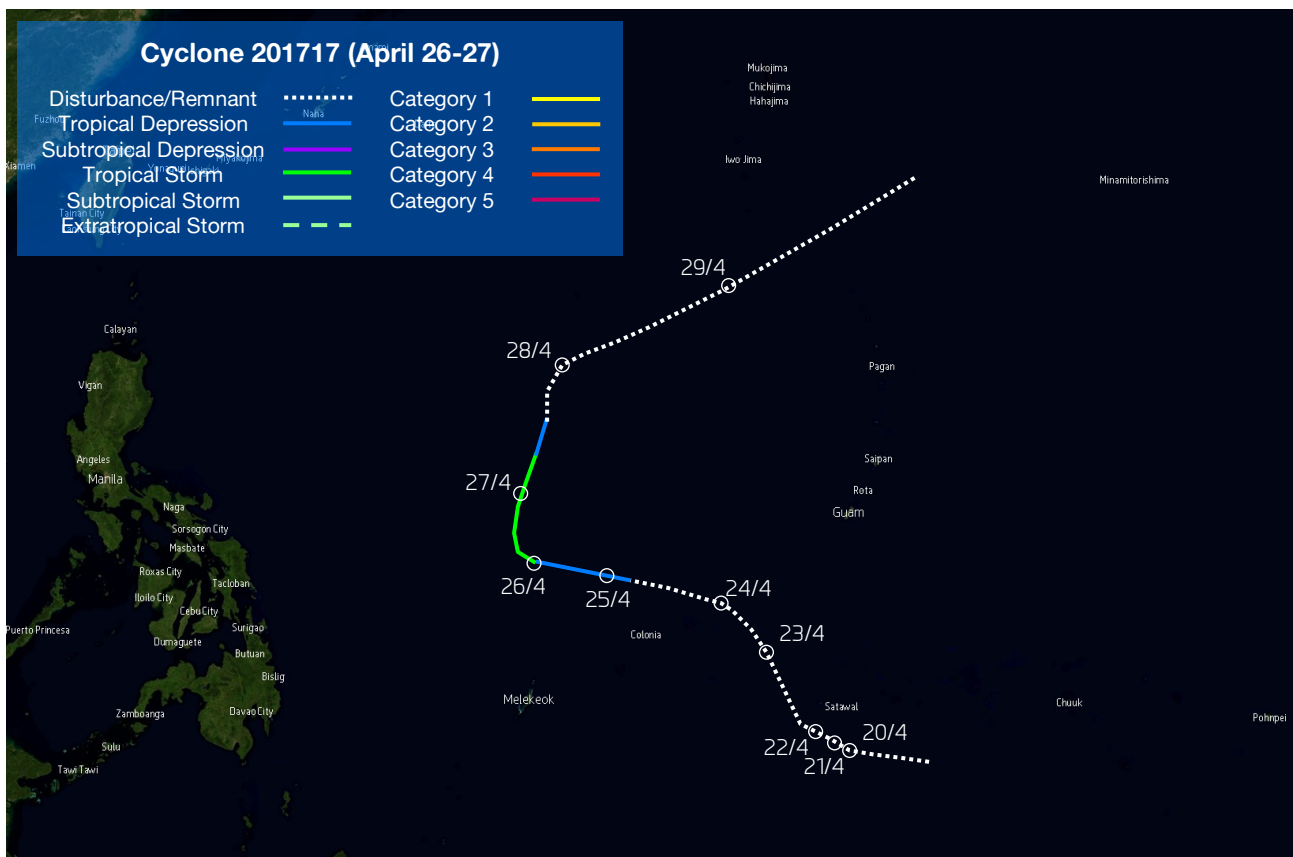 Cyclone 201717 (April 26-27)
Disturbance/Remnant
Tropical Depression
Subtropical Depression
Tropical Storm
Subtropical Storm
Extratropical Storm
Category 1
Category 2
Category 3
Category 4
Category 5
Naha
Xiamen
Tainan City
Mukojima
Chichijima
Hahajima
Iwo Jima
Minamitorishima
29/4
28/4
27/4
26/4
25/4
24/4
23/4
22/4
21/4
20/4
Calayan
Vigan
Angeles
Manila
Naga
Sorsogon City
Masbate
Roxas City
Tacloban
Iloilo City
Cebu City
Puerto Princesa
Surigao
Dumaguete
Butuan
Bislig
Zamboanga
Davao City
Sulu
Tawi Tawi
Pagan
Saipan
Rota
Guam
Colonia
Melekeok
Satawal
Chuuk
Pohnpei